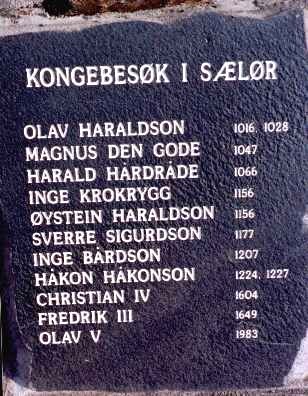 KONGEBESØK I SÆLØR
OLAV HARALDSON 1016, 1028
MAGNUS DEN GODE 1047
HARALD HÅRDRÅDE 1066
INGE KROKRYGG 1156
ØYSTEIN HARALDSON 1156
SVERRE SIGURDSON 1177
INGE BÅRDSON 1207
HÅKON HÅKONSON 1224, 1227
CHRISTIAN IV 1604
FREDRIK III 1649
OLAV V 1983